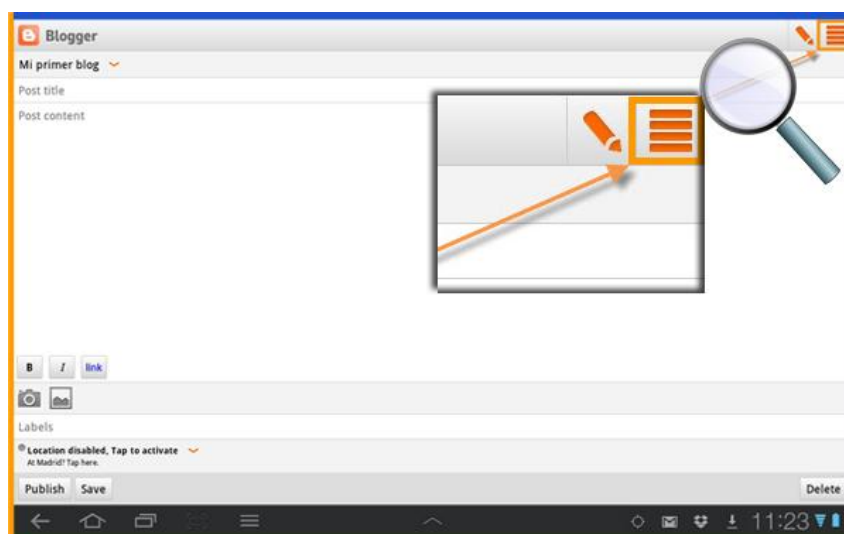 Blogger
Mi primer blog
Post title
Post content
B I link
Labels
Location disabled, Tap to activate
At Madrid? Tap here.
Publish Save Delete
11:23